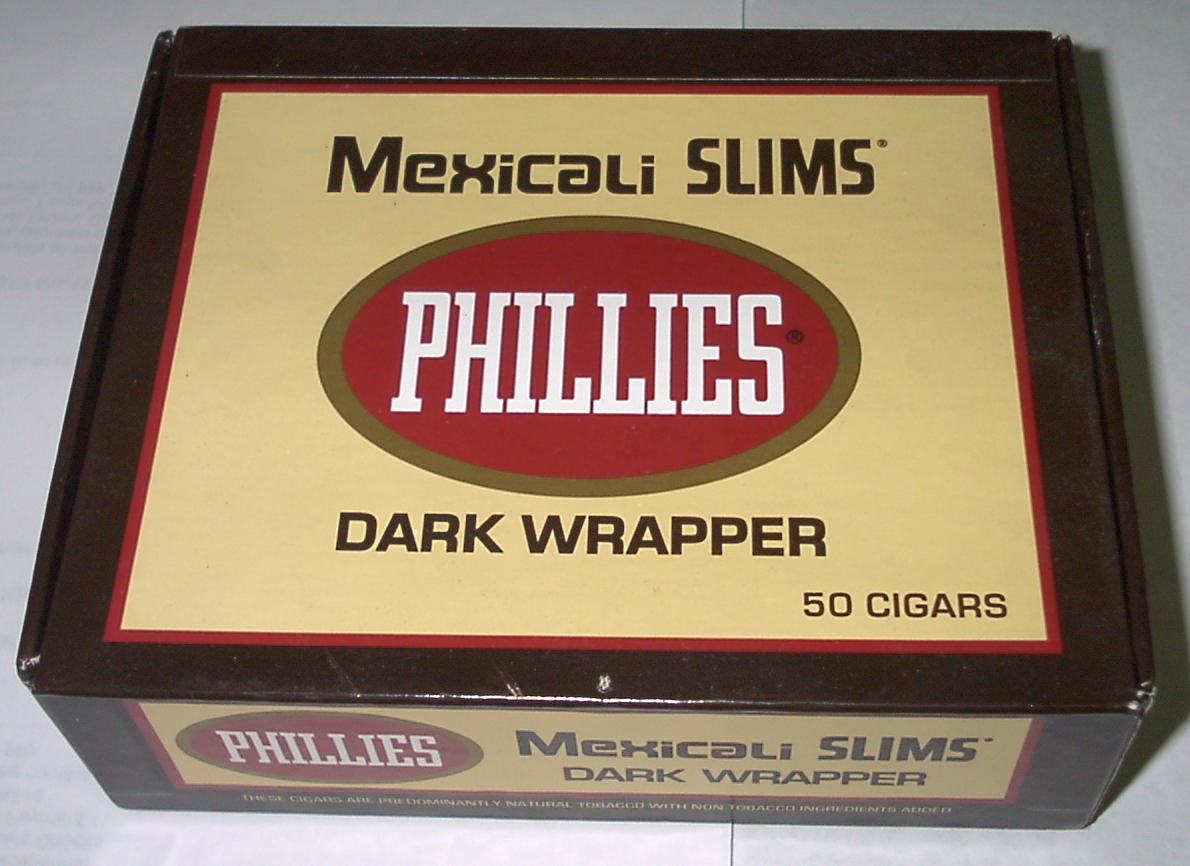 Mexicali SLIMS®
PHILLIES®
DARK WRAPPER
50 CIGARS
PHILLIES
Mexicali SLIMS
DARK WRAPPER
THESE CIGARS ARE PREDOMINANTLY NATURAL TOBACCO WITH NON TOBACCO INGREDIENTS ADDED